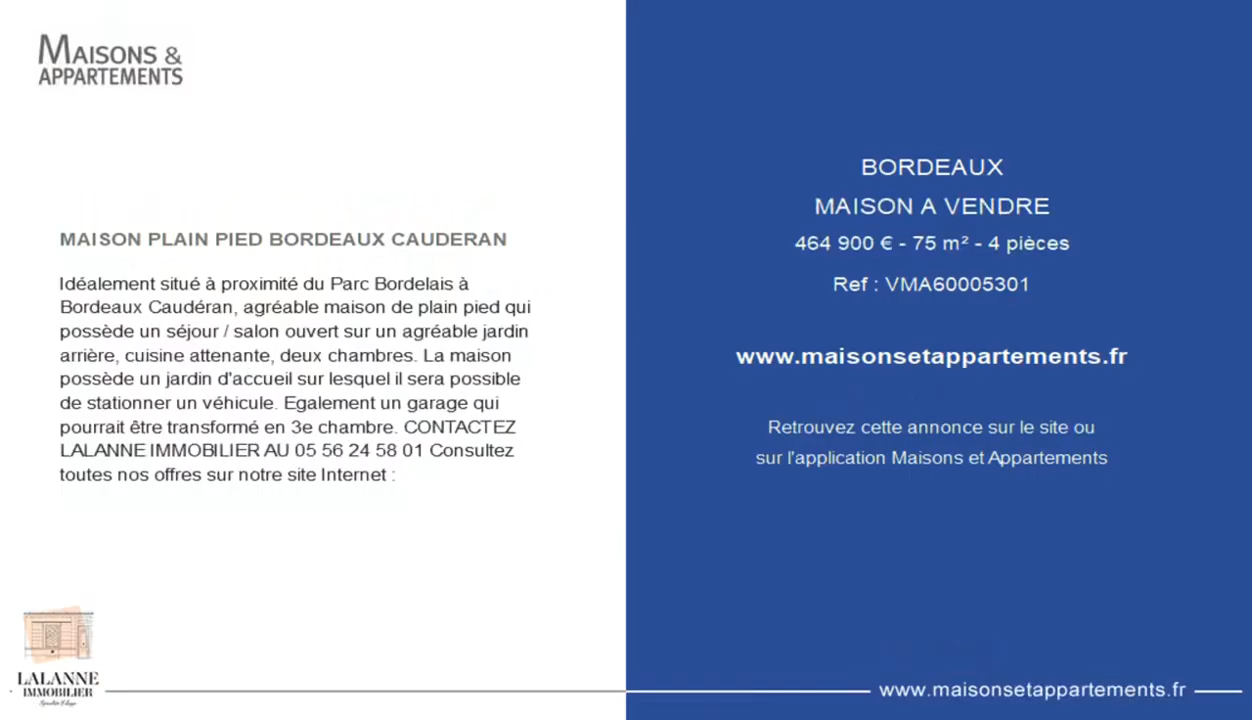 MAISONS &
APPARTEMENTS
MAISON PLAIN PIED BORDEAUX CAUDERAN
Idéalement situé à proximité du Parc Bordelais à
Bordeaux Caudéran, agréable maison de plain pied qui
possède un séjour / salon ouvert sur un agréable jardin
arrière, cuisine attenante, deux chambres. La maison
possède un jardin d'accueil sur lesquel il sera possible
de stationner un véhicule. Egalement un garage qui
pourrait être transformé en 3e chambre. CONTACTEZ
LALANNE IMMOBILIER AU 05 56 24 58 01 Consultez
toutes nos offres sur notre site Internet :
BORDEAUX
MAISON A VENDRE
464 900 € - 75 m² - 4 pièces
Ref : VMA60005301
www.maisonsetappartements.fr
Retrouvez cette annonce sur le site ou
sur l'application Maisons et Appartements
LALANNE
IMMOBILIER
www.maisonsetappartements.fr